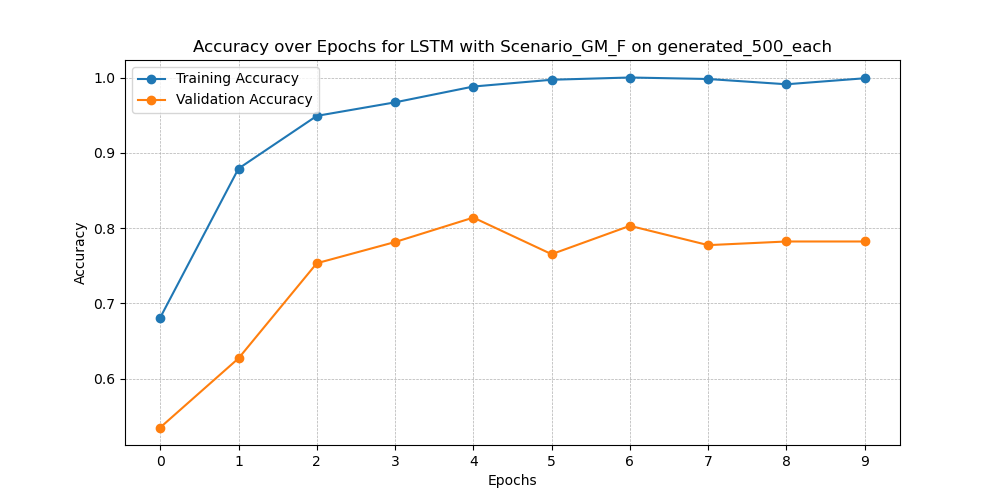 Accuracy over Epochs for LSTM with Scenario_GM_F on generated_500_each
Training Accuracy
Validation Accuracy
Accuracy
1.0
0.9
0.8
0.7
0.6
0 1 2 3 4 5 6 7 8 9
Epochs